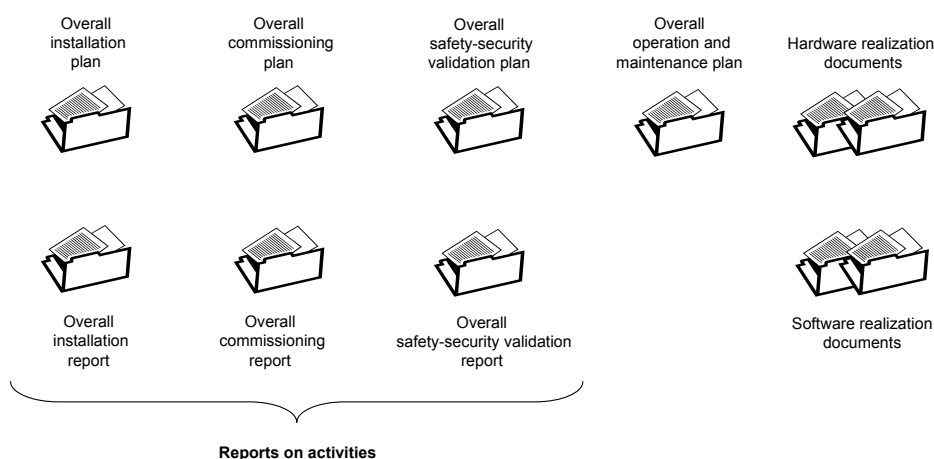 Overall
installation
plan
Overall
commissioning
plan
Overall
safety-security
validation plan
Overall
operation and
maintenance plan
Hardware realization
documents
Overall
installation
report
Overall
commissioning
report
Overall
safety-security validation
report
Software realization
documents
Reports on activities